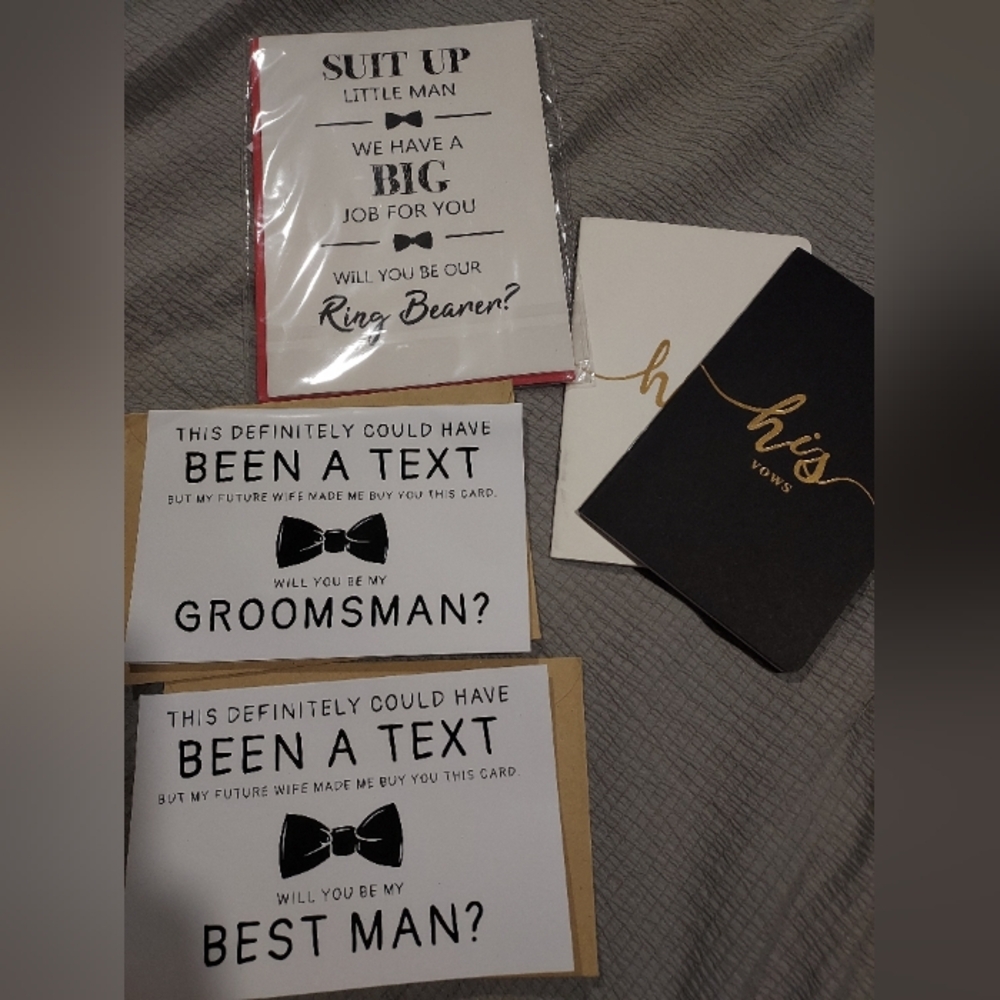 SUIT UP
LITTLE MAN
WE HAVE A
BIG
JOB FOR YOU
WILL YOU BE OUR
Ring Bearer?
h
his
VOWS
THIS DEFINITELY COULD HAVE
BEEN A TEXT
BUT MY FUTURE WIFE MADE ME BUY YOU THIS CARD.
WILL YOU BE MY
GROOMSMAN?
THIS DEFINITELY COULD HAVE
BEEN A TEXT
BUT MY FUTURE WIFE MADE ME BUY YOU THIS CARD.
WILL YOU BE MY
BEST MAN?